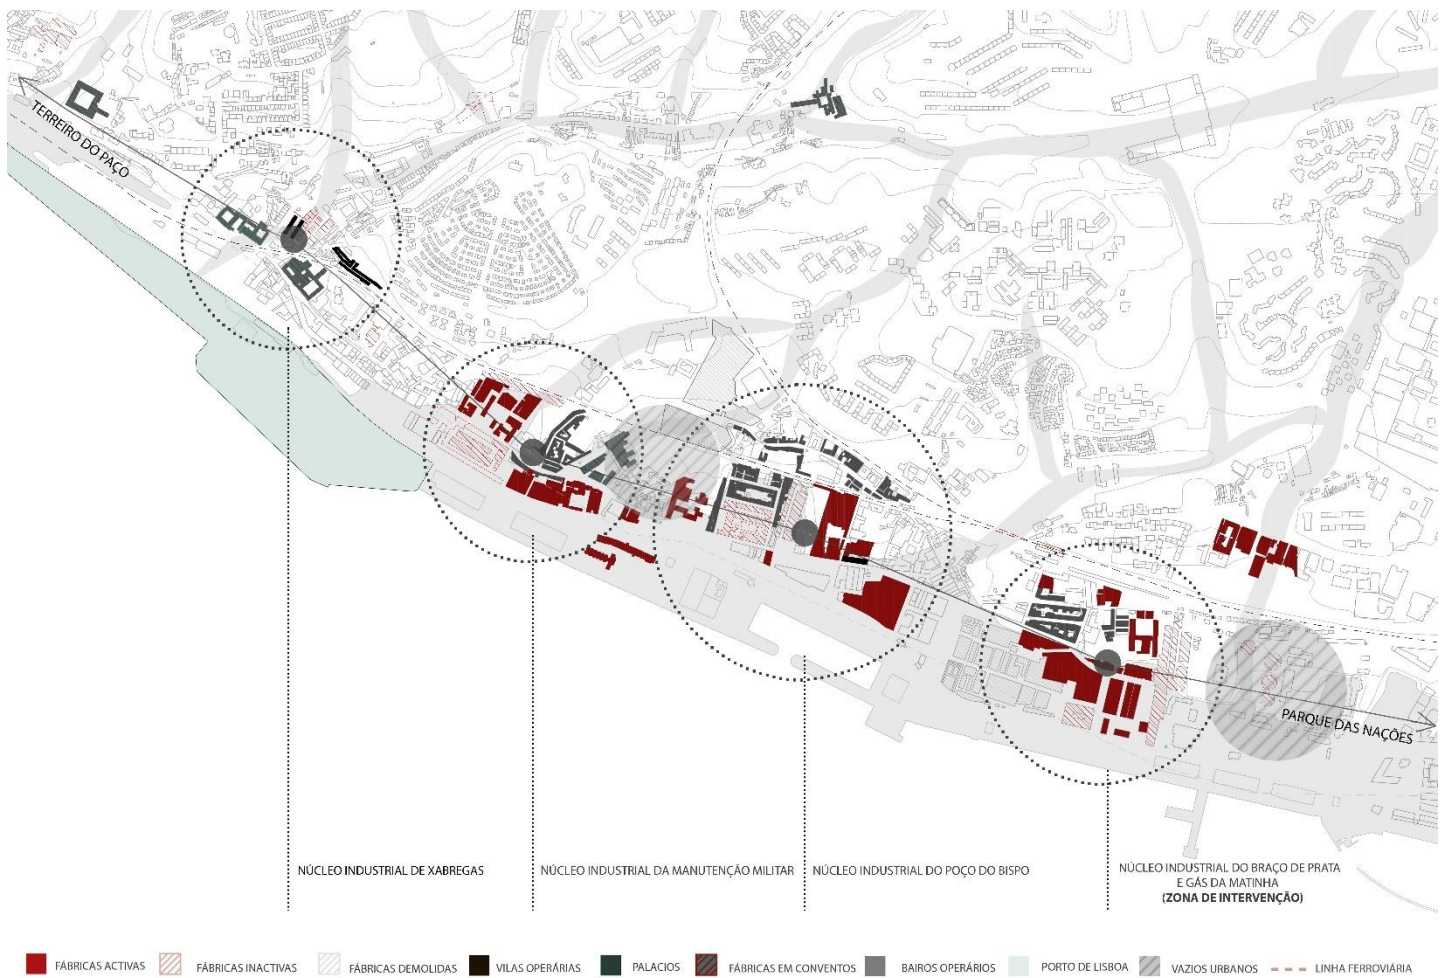 TERREIRO DO PAÇO
PARQUE DAS NAÇÕES
NÚCLEO INDUSTRIAL DE XABREGAS
NÚCLEO INDUSTRIAL DA MANUTENÇÃO MILITAR
NÚCLEO INDUSTRIAL DO POÇO DO BISPO
NÚCLEO INDUSTRIAL DO BRAÇO DE PRATA
E GÁS DA MATINHA
(ZONA DE INTERVENÇÃO)
FÁBRICAS ACTIVAS
FÁBRICAS INACTIVAS
FÁBRICAS DEMOLIDAS
VILAS OPERÁRIAS
PALACIOS
FÁBRICAS EM CONVENTOS
BAIROS OPERÁRIOS
PORTO DE LISBOA
VAZIOS URBANOS
LINHA FERROVIÁRIA